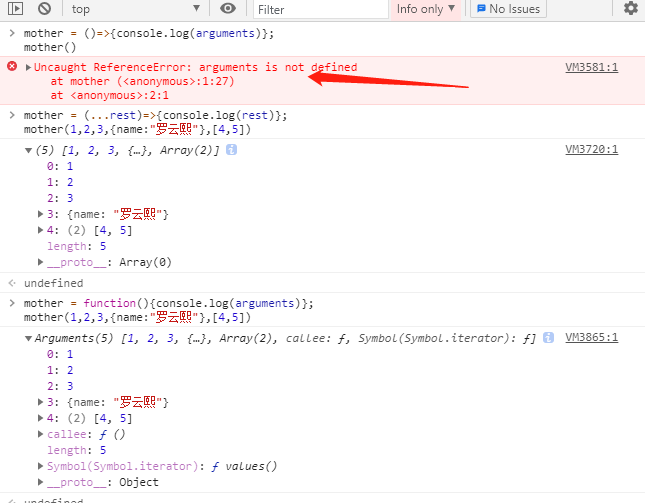 top Filter Info only No Issues
> mother = ()=>{console.log(arguments)};
mother()
Uncaught ReferenceError: arguments is not defined VM3581:1
at mother (<anonymous>:1:27)
at <anonymous>:2:1
> mother = (...rest)=>{console.log(rest)};
mother(1,2,3,{name:"罗云熙"},[4,5])
(5) [1, 2, 3, {…}, Array(2)] i VM3720:1
0: 1
1: 2
2: 3
3: {name: "罗云熙"}
4: (2) [4, 5]
length: 5
__proto__: Array(0)
undefined
> mother = function(){console.log(arguments)};
mother(1,2,3,{name:"罗云熙"},[4,5])
Arguments(5) [1, 2, 3, {…}, Array(2), callee: ƒ, Symbol(Symbol.iterator): ƒ] i VM3865:1
0: 1
1: 2
2: 3
3: {name: "罗云熙"}
4: (2) [4, 5]
callee: ƒ ()
length: 5
Symbol(Symbol.iterator): ƒ values()
__proto__: Object
undefined